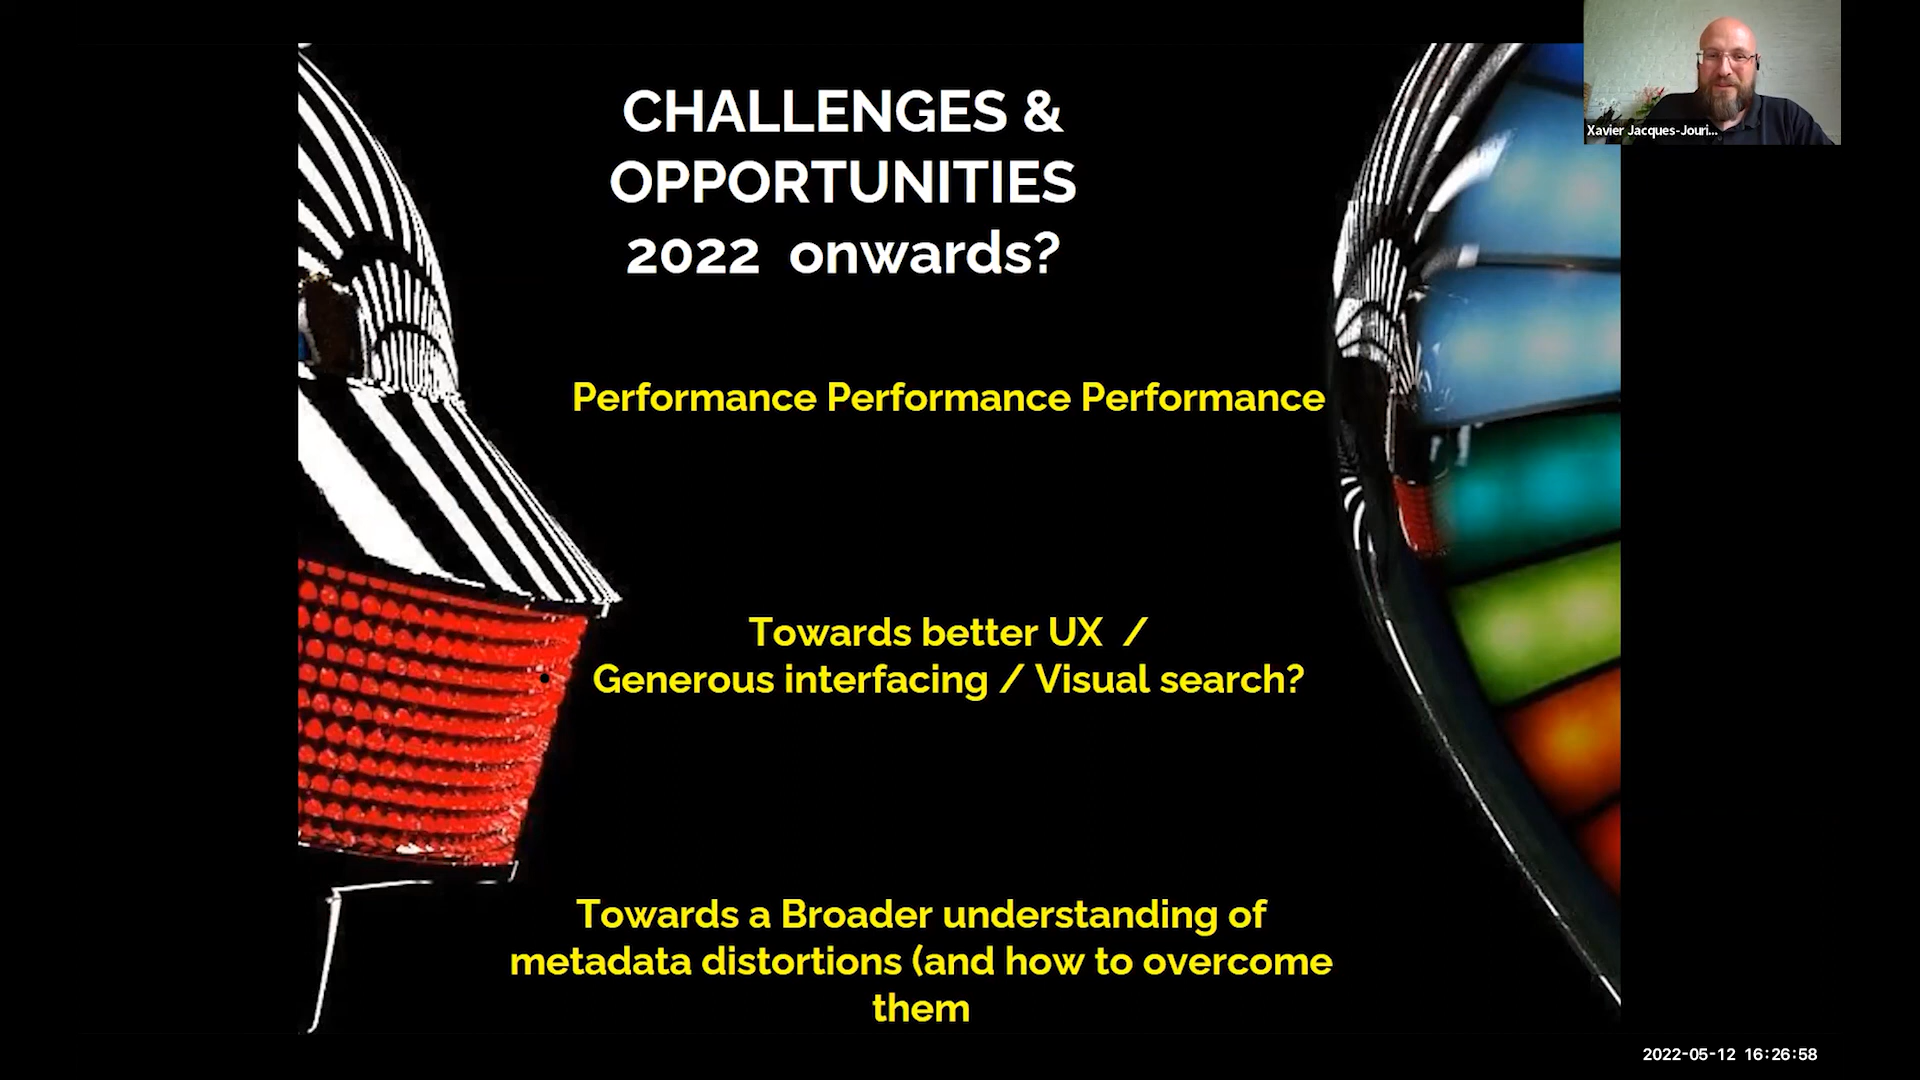 CHALLENGES &
OPPORTUNITIES
2022 onwards?
Xavier Jacques-Jouri...
Performance Performance Performance
Towards better UX /
Generous interfacing / Visual search?
Towards a Broader understanding of
metadata distortions (and how to overcome
them
2022-05-12 16:26:58